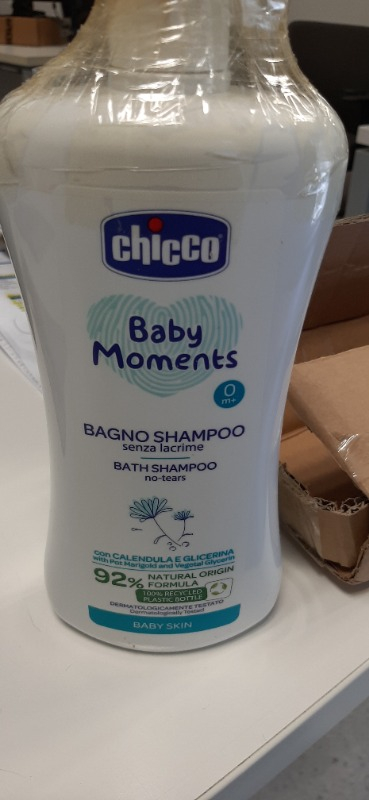 chicco
Baby
Moments
0
m+
BAGNO SHAMPOO
senza lacrime
BATH SHAMPOO
no-tears
con CALENDULA E GLICERINA
with Pot Marigold and Vegetal Glycerin
92% NATURAL ORIGIN
FORMULA
100% RECYCLED
PLASTIC BOTTLE
DERMATOLOGICAMENTE TESTATO
Dermatologically Tested
BABY SKIN